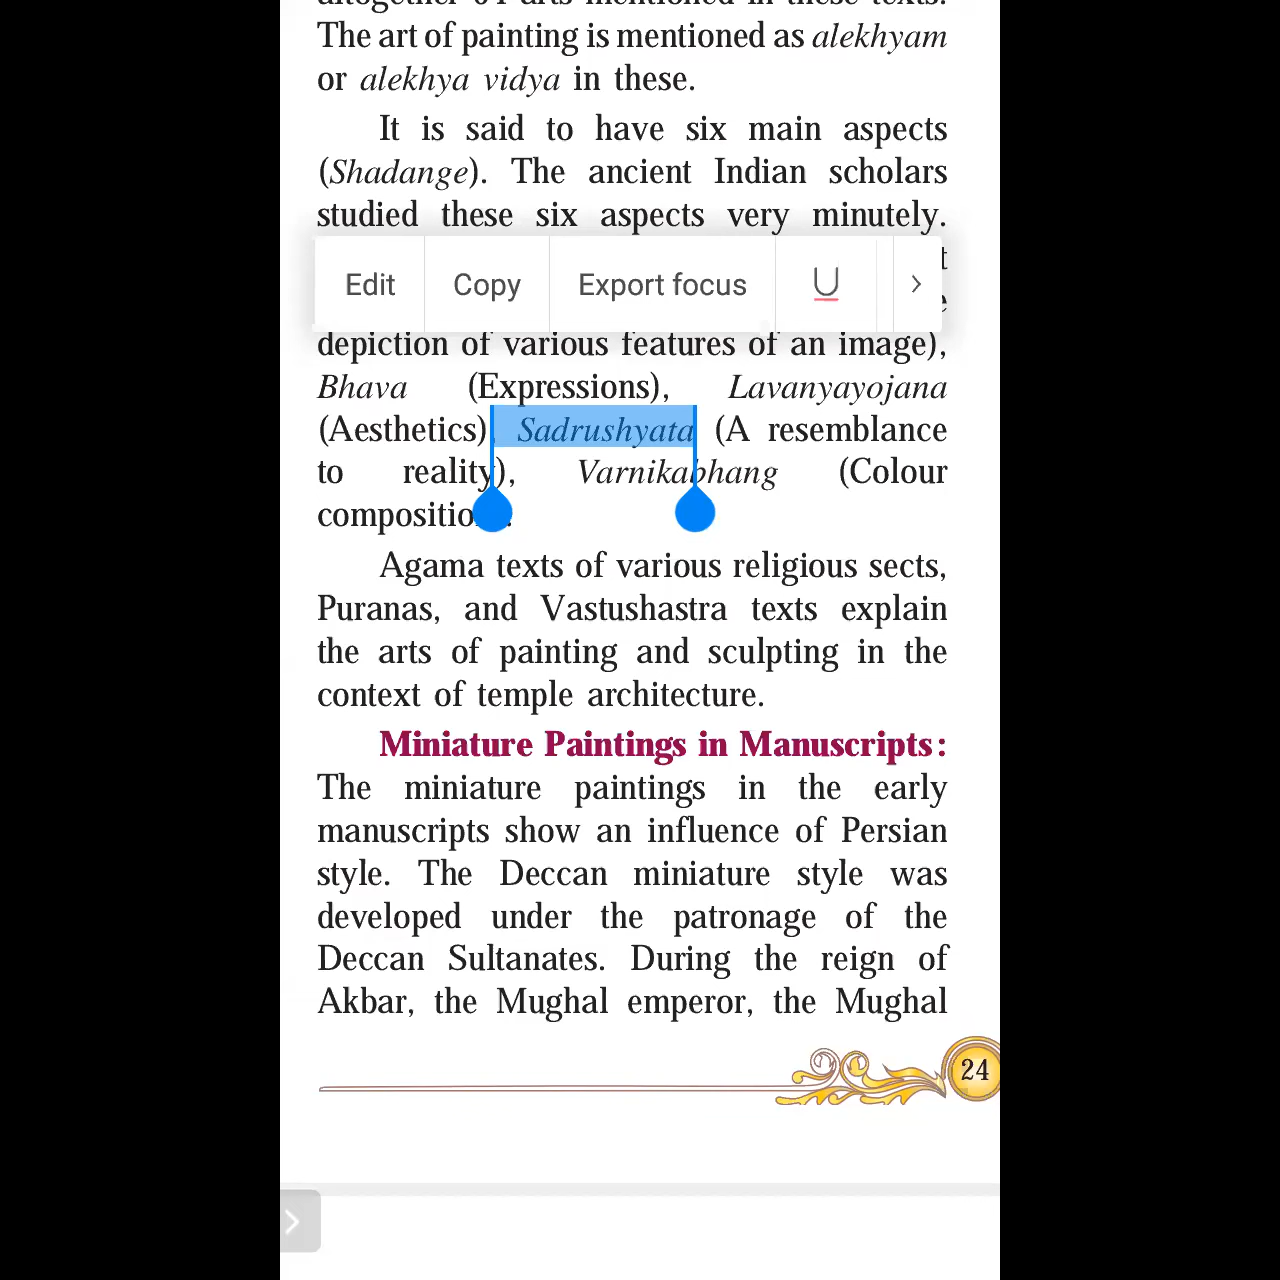 The art of painting is mentioned as alekhyam
or alekhya vidya in these.
It is said to have six main aspects
(Shadange). The ancient Indian scholars
studied these six aspects very minutely.
Edit Copy Export focus U
depiction of various features of an image),
Bhava (Expressions), Lavanyayojana
(Aesthetics), Sadrushyata (A resemblance
to reality), Varnikabhang (Colour
composition).
Agama texts of various religious sects,
Puranas, and Vastushastra texts explain
the arts of painting and sculpting in the
context of temple architecture.
Miniature Paintings in Manuscripts:
The miniature paintings in the early
manuscripts show an influence of Persian
style. The Deccan miniature style was
developed under the patronage of the
Deccan Sultanates. During the reign of
Akbar, the Mughal emperor, the Mughal
24